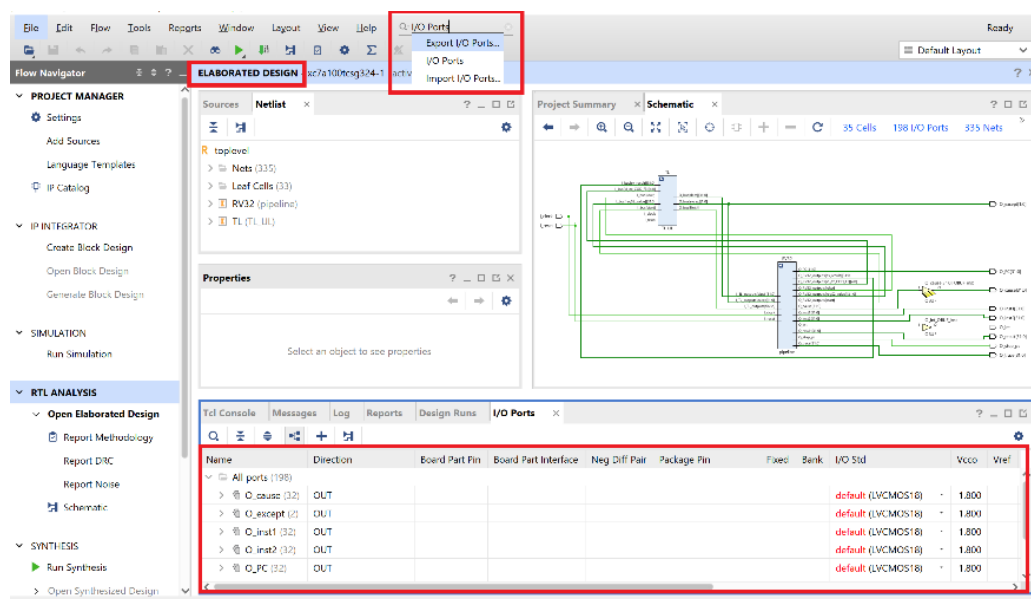 File Edit Flow Tools Reports Window Layout View Help I/O Ports Ready
Export I/O Ports...
I/O Ports
Import I/O Ports...
Default Layout
Flow Navigator
ELABORATED DESIGN xc7a100tcsg324-1
PROJECT MANAGER
Settings
Add Sources
Language Templates
IP Catalog
IP INTEGRATOR
Create Block Design
Open Block Design
Generate Block Design
SIMULATION
Run Simulation
RTL ANALYSIS
Open Elaborated Design
Report Methodology
Report DRC
Report Noise
Schematic
SYNTHESIS
Run Synthesis
Open Synthesized Design
Sources Netlist
toplevel
Nets (335)
Leaf Cells (33)
RV32 (pipeline)
TL (TL_UL)
Properties
Select an object to see properties
Project Summary Schematic
35 Cells 198 I/O Ports 335 Nets
pipeline
Tcl Console Messages Log Reports Design Runs I/O Ports
Name Direction Board Part Pin Board Part Interface Neg Diff Pair Package Pin Fixed Bank I/O Std Vcco Vref
All ports (198)
O_cause (32) OUT default (LVCMOS18) 1.800
O_except (2) OUT default (LVCMOS18) 1.800
O_inst1 (32) OUT default (LVCMOS18) 1.800
O_inst2 (32) OUT default (LVCMOS18) 1.800
O_PC (32) OUT default (LVCMOS18) 1.800